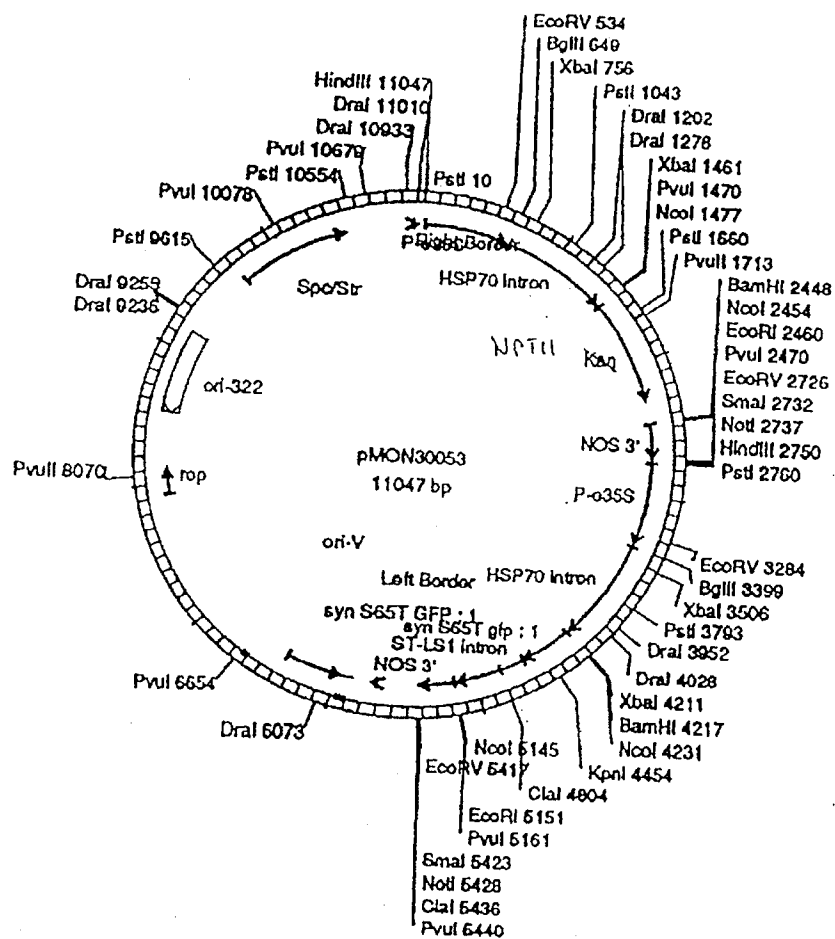 EcoRV 534
BglII 649
XbaI 756
PstI 1043
DraI 1202
DraI 1278
XbaI 1461
PvuI 1470
NcoI 1477
PstI 1660
PvuII 1713
BamHI 2448
NcoI 2454
EcoRI 2460
PvuI 2470
EcoRV 2726
SmaI 2732
NotI 2737
HindIII 2750
PstI 2760
HindIII 11047
DraI 11010
DraI 10933
PvuI 10679
PstI 10554
PvuI 10078
PstI 9615
DraI 9259
DraI 9236
PvuII 8070
PstI 10
Right Border
HSP70 Intron
Spc/Str
NPTII
Kan
ori-322
NOS 3'
rop
pMON30053
11047 bp
P-e35S
ori-V
Left Border
HSP70 Intron
syn S65T GFP : 1
syn S65T gfp : 1
ST-LS1 intron
NOS 3'
EcoRV 3284
BglII 3399
XbaI 3506
PstI 3793
DraI 3952
DraI 4028
XbaI 4211
BamHI 4217
NcoI 4231
KpnI 4454
ClaI 4804
PvuI 6654
DraI 6073
NcoI 5145
EcoRV 5417
EcoRI 5151
PvuI 5161
SmaI 5423
NotI 5428
ClaI 5436
PvuI 5440